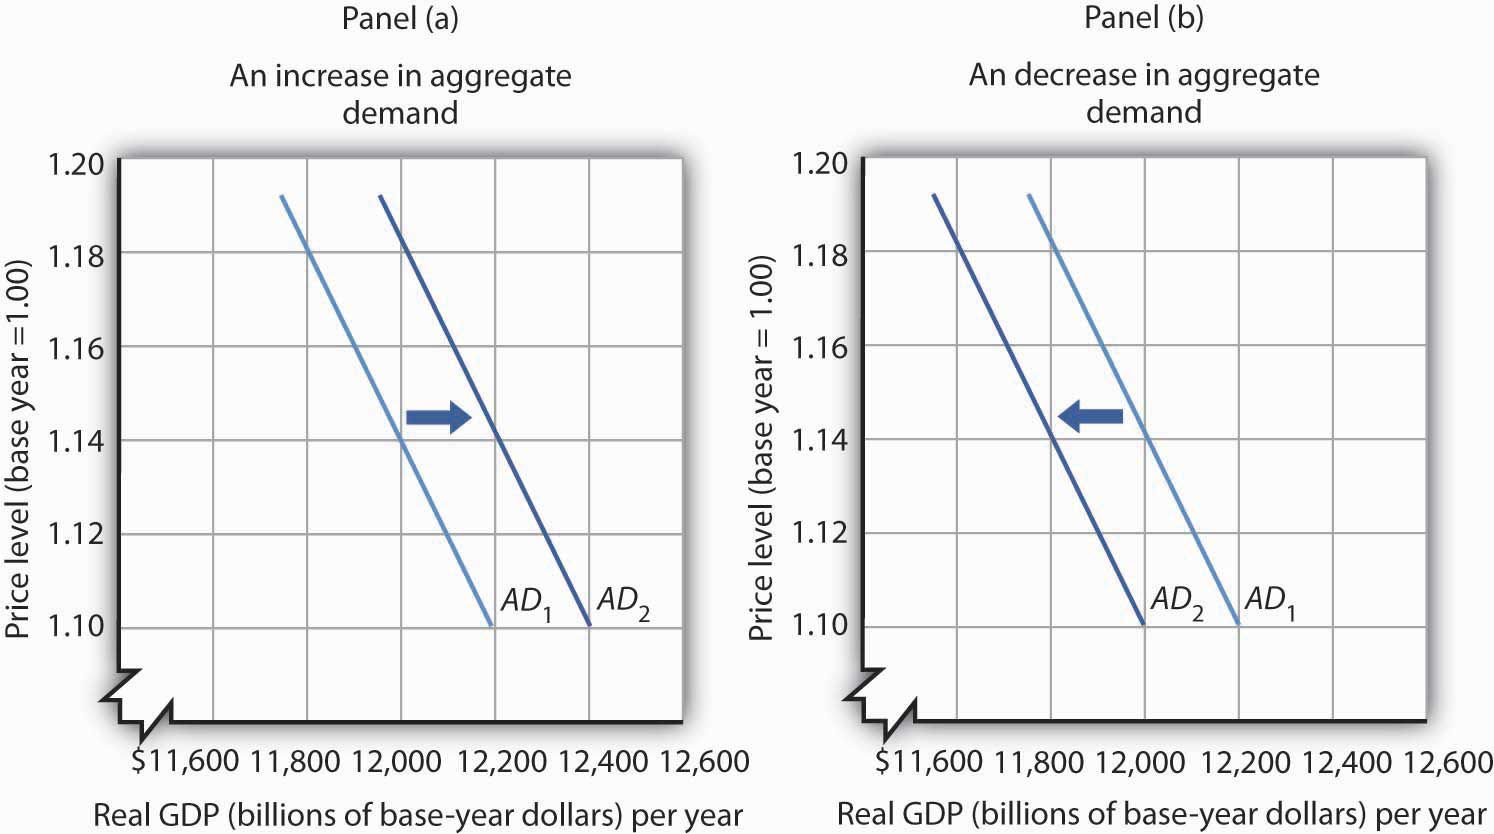 Panel (a)
An increase in aggregate
demand
Price level (base year =1.00)
1.20
1.18
1.16
1.14
1.12
1.10
AD1
AD2
$11,600 11,800 12,000 12,200 12,400 12,600
Real GDP (billions of base-year dollars) per year
Panel (b)
An decrease in aggregate
demand
Price level (base year = 1.00)
1.20
1.18
1.16
1.14
1.12
1.10
AD2
AD1
$11,600 11,800 12,000 12,200 12,400 12,600
Real GDP (billions of base-year dollars) per year